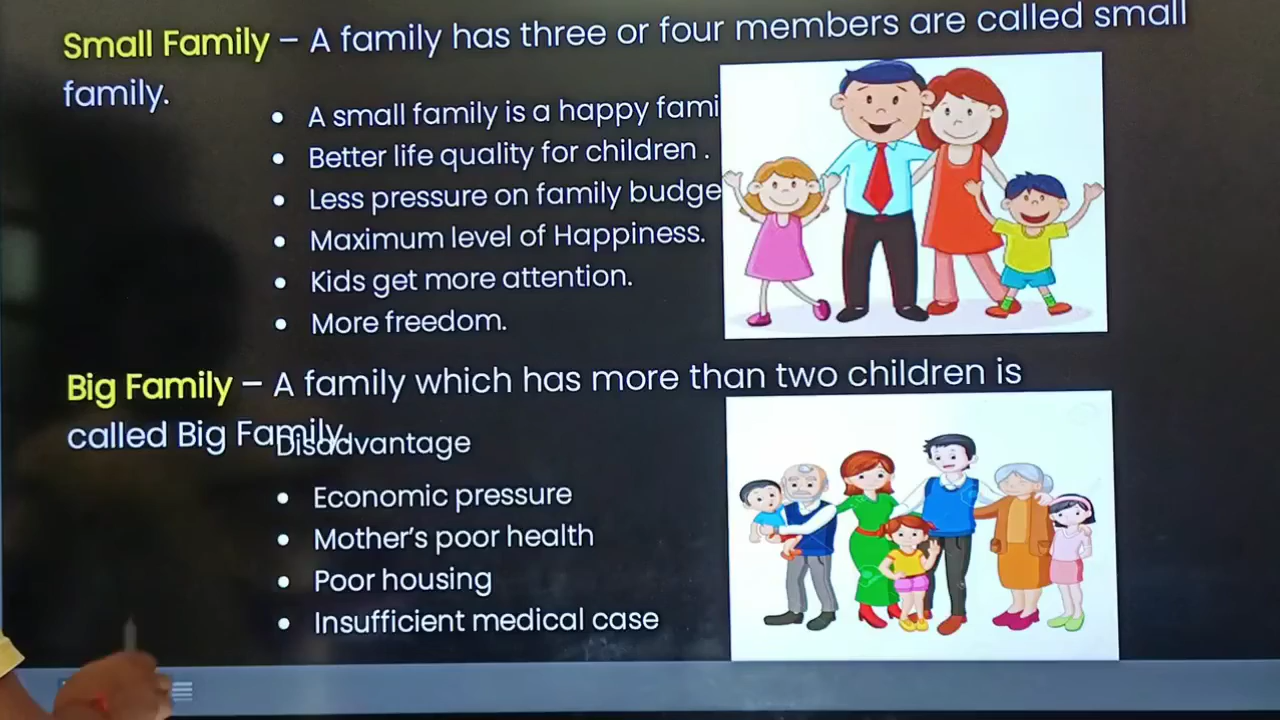 Small Family – A family has three or four members are called small
family.
• A small family is a happy fami
• Better life quality for children .
• Less pressure on family budge
• Maximum level of Happiness.
• Kids get more attention.
• More freedom.
Big Family – A family which has more than two children is
called Big Family.
Disadvantage
• Economic pressure
• Mother's poor health
• Poor housing
• Insufficient medical case